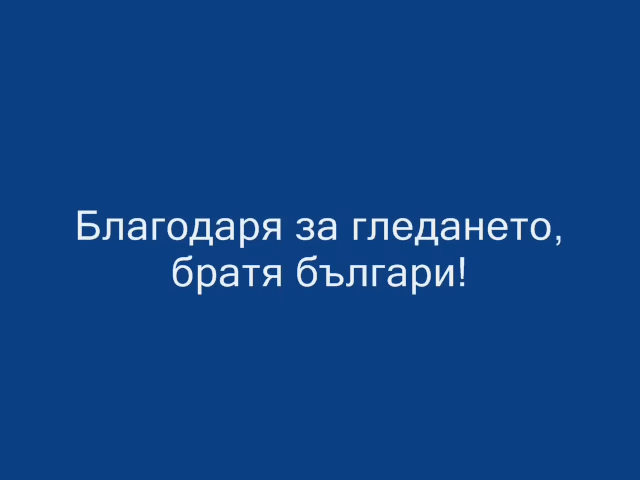 Благодаря за гледането,
братя българи!